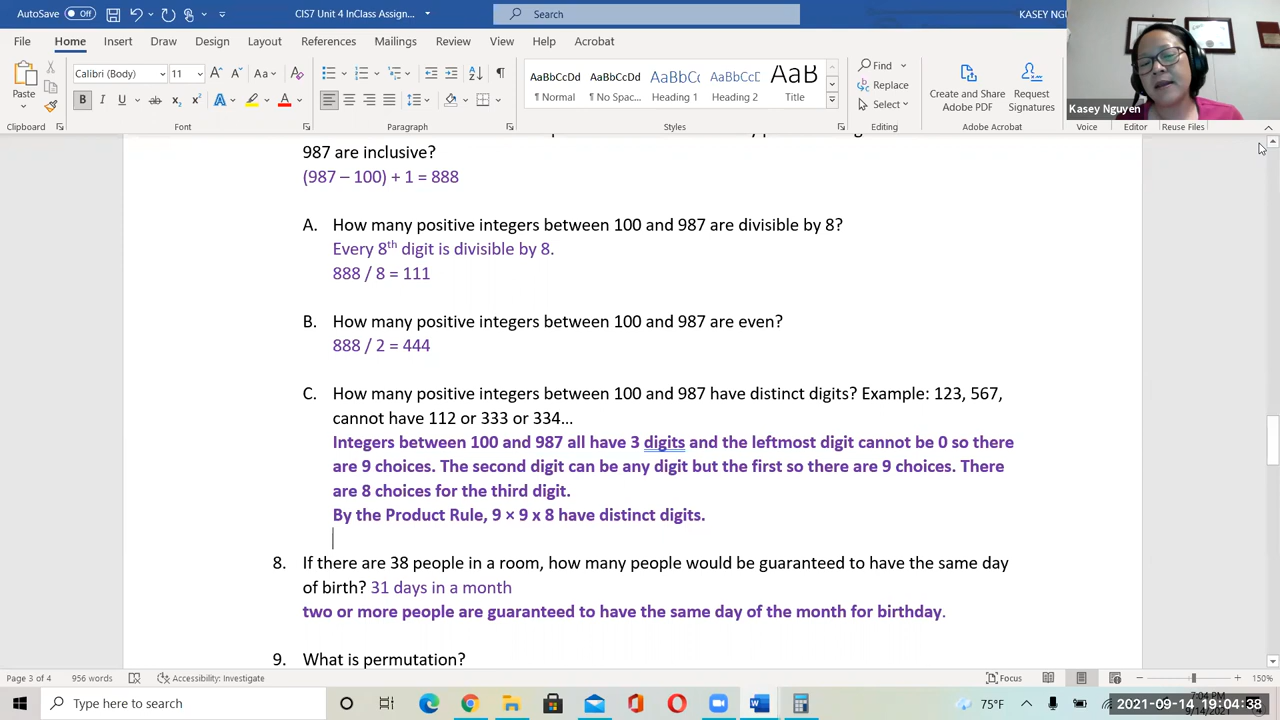 AutoSave Off
CIS7 Week 4 Inclusive Assignm...
Search
KASEY NG
File Home Insert Draw Design Layout References Mailings Review View Help Acrobat
Paste
Calibri (Body) 11
AaBbCcDd AaBbCcDd AaBbCc AaBbCcD AaB
¶ Normal ¶ No Spac... Heading 1 Heading 2 Title
Find
Replace
Select
Create and Share Adobe PDF
Request Signatures
Clipboard Font Paragraph Styles Editing Adobe Acrobat Voice Editor Reuse Files
Kasey Nguyen
987 are inclusive?
(987 – 100) + 1 = 888
A. How many positive integers between 100 and 987 are divisible by 8?
Every 8th digit is divisible by 8.
888 / 8 = 111
B. How many positive integers between 100 and 987 are even?
888 / 2 = 444
C. How many positive integers between 100 and 987 have distinct digits? Example: 123, 567,
cannot have 112 or 333 or 334...
Integers between 100 and 987 all have 3 digits and the leftmost digit cannot be 0 so there
are 9 choices. The second digit can be any digit but the first so there are 9 choices. There
are 8 choices for the third digit.
By the Product Rule, 9 × 9 x 8 have distinct digits.
8. If there are 38 people in a room, how many people would be guaranteed to have the same day
of birth? 31 days in a month
two or more people are guaranteed to have the same day of the month for birthday.
9. What is permutation?
Page 3 of 4 956 words Accessibility: Investigate Focus 150%
Type here to search
75°F
7:04 PM
2021-09-14 19:04:38